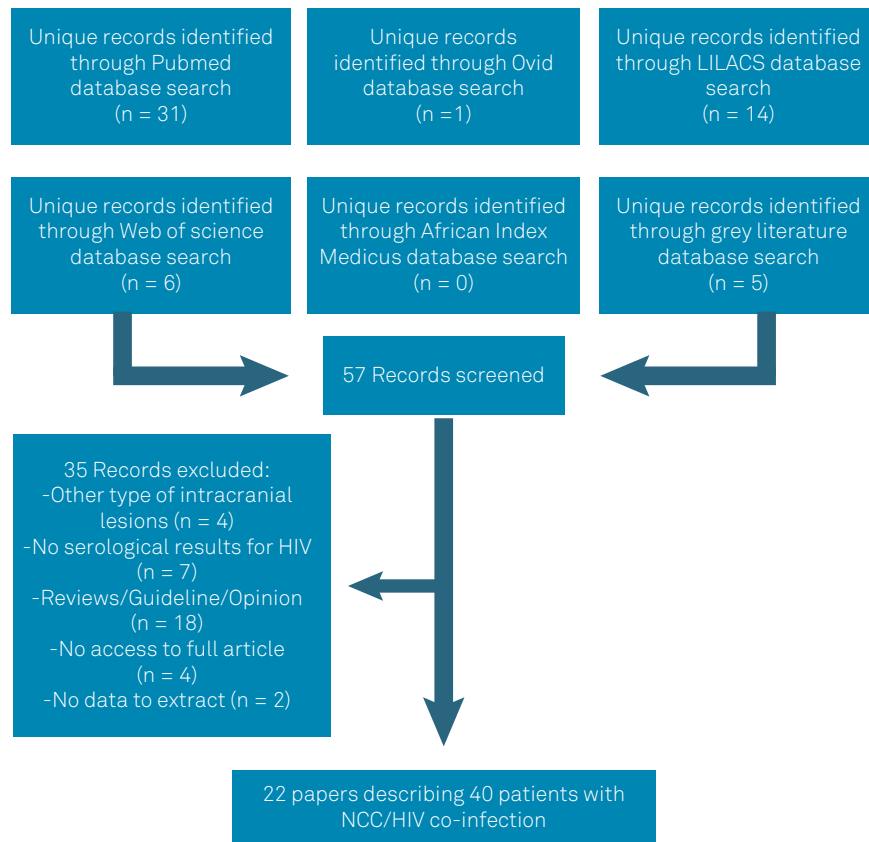 Unique records identified
through Pubmed
database search
(n = 31)
Unique records
identified through Ovid
database search
(n =1)
Unique records identified
through LILACS database
search
(n = 14)
Unique records identified
through Web of science
database search
(n = 6)
Unique records identified
through African Index
Medicus database search
(n = 0)
Unique records identified
through grey literature
database search
(n = 5)
57 Records screened
35 Records excluded:
-Other type of intracranial
lesions (n = 4)
-No serological results for HIV
(n = 7)
-Reviews/Guideline/Opinion
(n = 18)
-No access to full article
(n = 4)
-No data to extract (n = 2)
22 papers describing 40 patients with
NCC/HIV co-infection